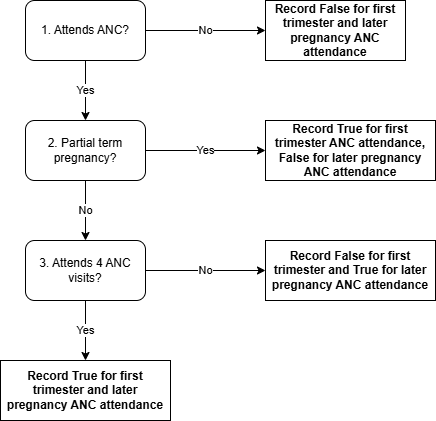 1. Attends ANC?
No
Record False for first
trimester and later
pregnancy ANC
attendance
Yes
2. Partial term
pregnancy?
Yes
Record True for first
trimester ANC attendance,
False for later pregnancy
ANC attendance
No
3. Attends 4 ANC
visits?
No
Record False for first
trimester and True for later
pregnancy ANC attendance
Yes
Record True for first
trimester and later
pregnancy ANC attendance